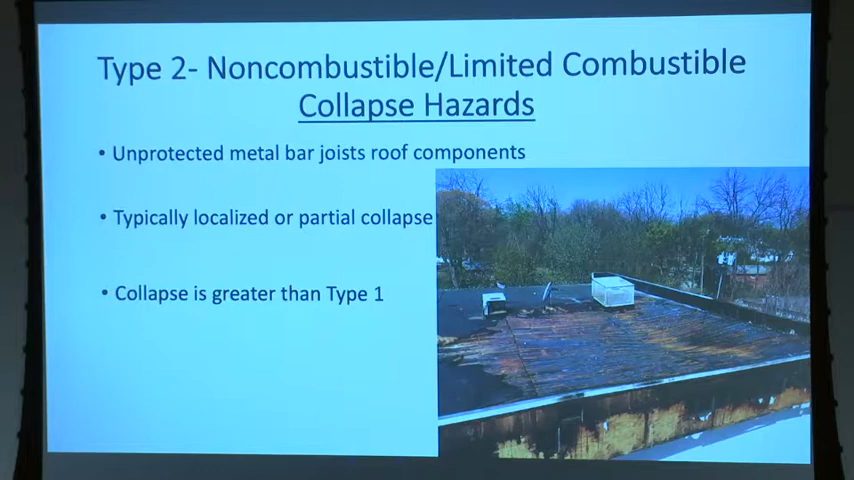 Type 2- Noncombustible/Limited Combustible
Collapse Hazards
• Unprotected metal bar joists roof components
• Typically localized or partial collapse
• Collapse is greater than Type 1